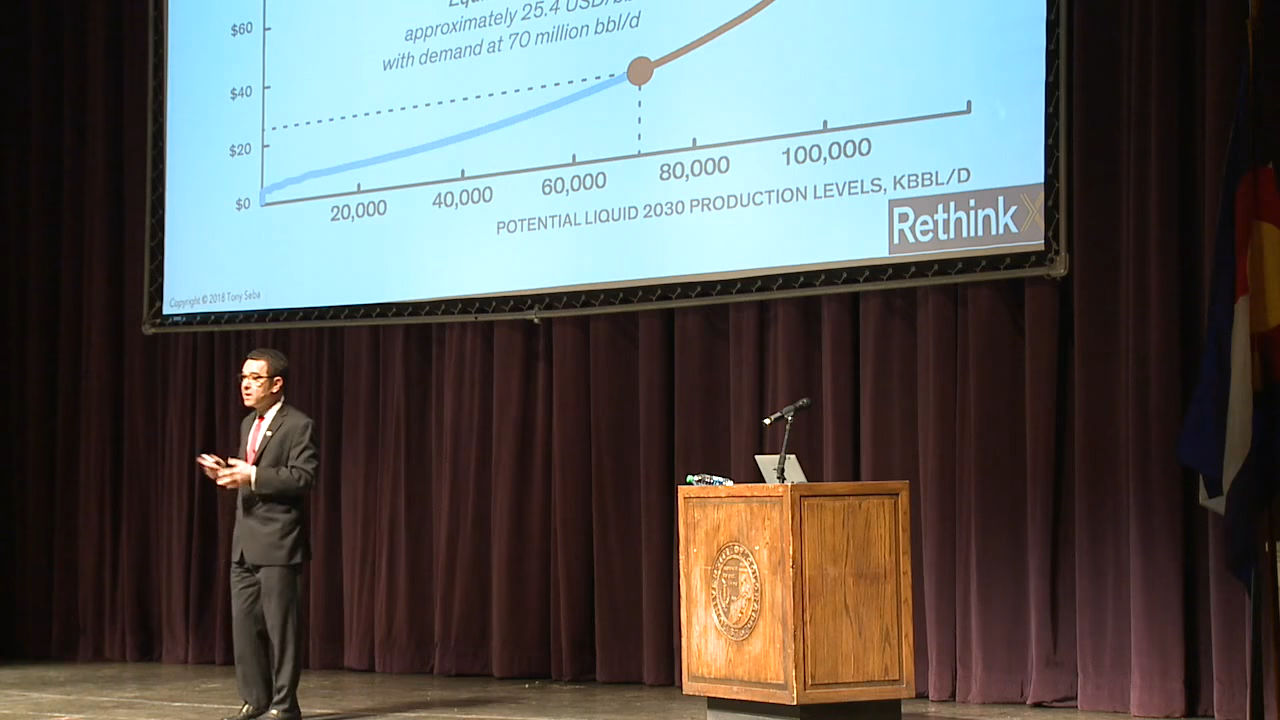 approximately 25.4 USD/
with demand at 70 million bbl/d
$60
$40
$20
$0
20,000
40,000
60,000
80,000
100,000
POTENTIAL LIQUID 2030 PRODUCTION LEVELS, KBBL/D
RethinkX
Copyright © 2018 Tony Seba